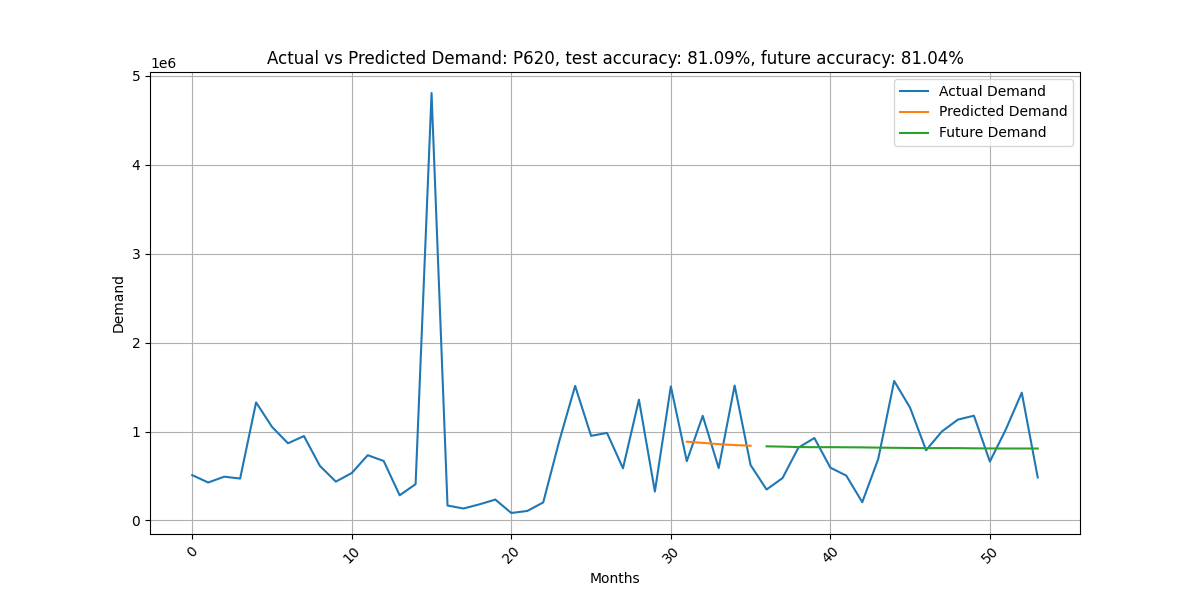 Actual vs Predicted Demand: P620, test accuracy: 81.09%, future accuracy: 81.04%
1e6
5
4
3
2
1
0
Demand
Actual Demand
Predicted Demand
Future Demand
0 10 20 30 40 50
Months